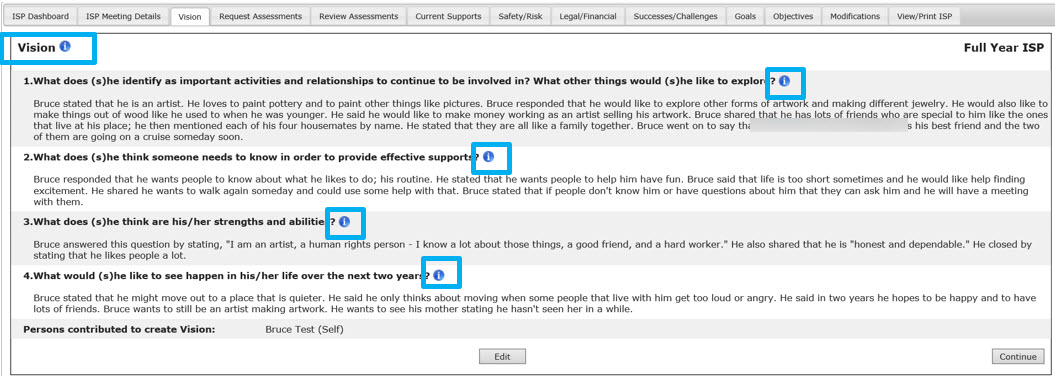 ISP Dashboard ISP Meeting Details Vision Request Assessments Review Assessments Current Supports Safety/Risk Legal/Financial Successes/Challenges Goals Objectives Modifications View/Print ISP
Vision Full Year ISP
1.What does (s)he identify as important activities and relationships to continue to be involved in? What other things would (s)he like to explore?
Bruce stated that he is an artist. He loves to paint pottery and to paint other things like pictures. Bruce responded that he would like to explore other forms of artwork and making different jewelry. He would also like to
make things out of wood like he used to when he was younger. He said he would like to make money working as an artist selling his artwork. Bruce shared that he has lots of friends who are special to him like the ones
that live at his place; he then mentioned each of his four housemates by name. He stated that they are all like a family together. Bruce went on to say s his best friend and the two
of them are going on a cruise someday soon.
2.What does (s)he think someone needs to know in order to provide effective supports?
Bruce responded that he wants people to know about what he likes to do; his routine. He stated that he wants people to help him have fun. Bruce said that life is too short sometimes and he would like help finding
excitement. He shared he wants to walk again someday and could use some help with that. Bruce stated that if people don't know him or have questions about him that they can ask him and he will have a meeting
with them.
3.What does (s)he think are his/her strengths and abilities?
Bruce answered this question by stating, "I am an artist, a human rights person - I know a lot about those things, a good friend, and a hard worker." He also shared that he is "honest and dependable." He closed by
stating that he likes people a lot.
4.What would (s)he like to see happen in his/her life over the next two years?
Bruce stated that he might move out to a place that is quieter. He said he only thinks about moving when some people that live with him get too loud or angry. He said in two years he hopes to be happy and to have
lots of friends. Bruce wants to still be an artist making artwork. He wants to see his mother stating he hasn't seen her in a while.
Persons contributed to create Vision: Bruce Test (Self)
Edit Continue